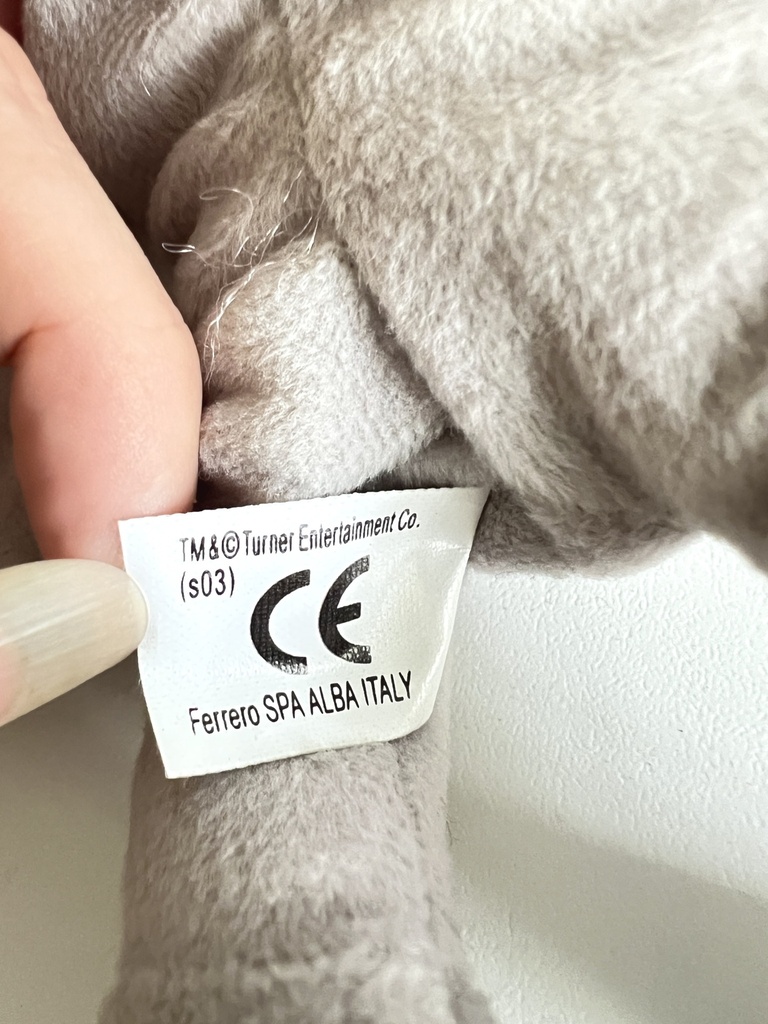 TM & © Turner Entertainment Co.
(s03)
CE
Ferrero SPA ALBA ITALY